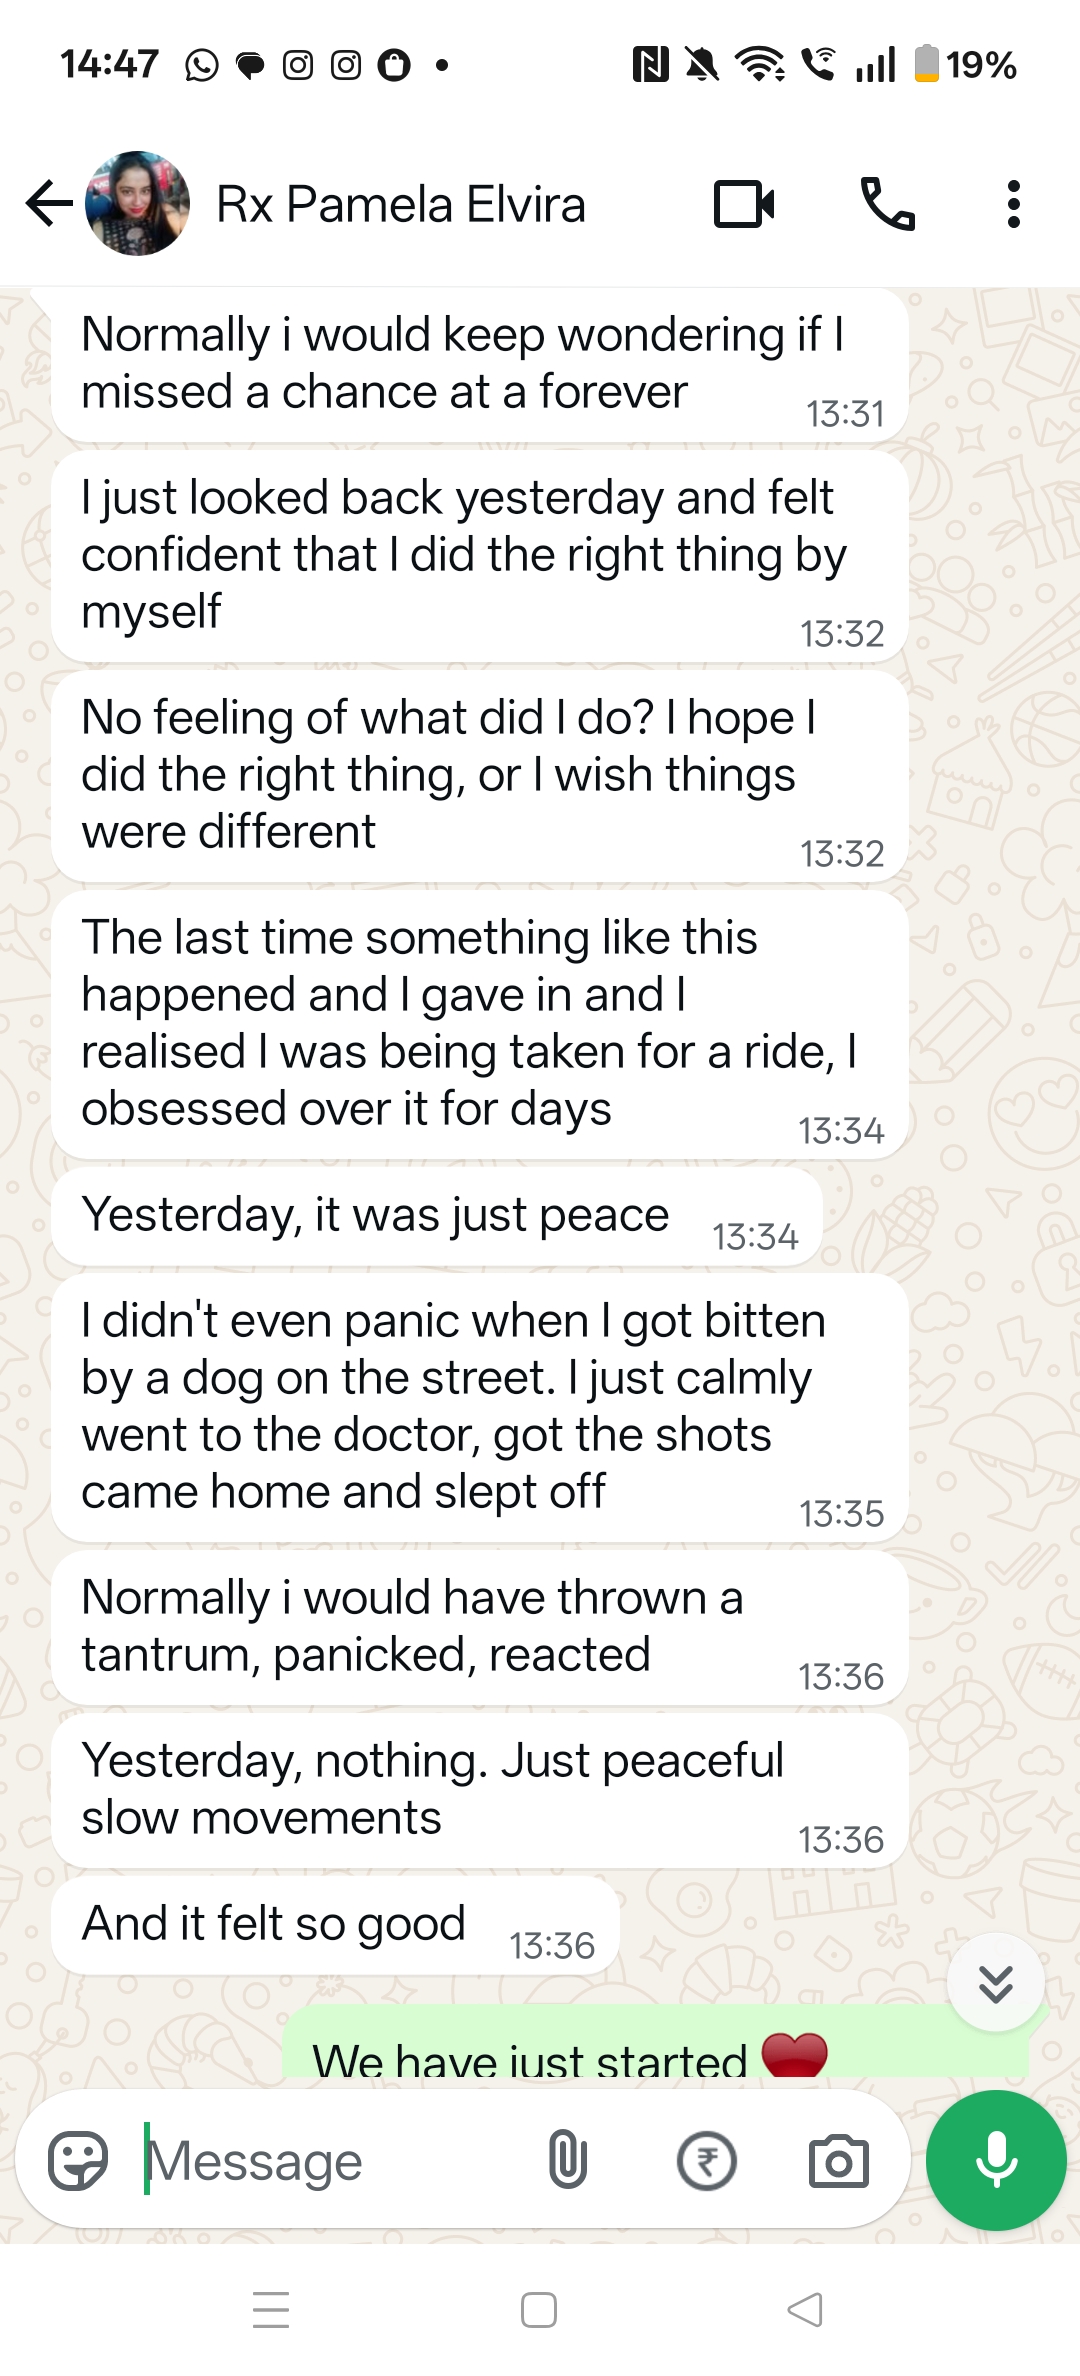 14:47
19%
Rx Pamela Elvira
Normally i would keep wondering if I
missed a chance at a forever
13:31
I just looked back yesterday and felt
confident that I did the right thing by
myself
13:32
No feeling of what did I do? I hope I
did the right thing, or I wish things
were different
13:32
The last time something like this
happened and I gave in and I
realised I was being taken for a ride, I
obsessed over it for days
13:34
Yesterday, it was just peace
13:34
I didn't even panic when I got bitten
by a dog on the street. I just calmly
went to the doctor, got the shots
came home and slept off
13:35
Normally i would have thrown a
tantrum, panicked, reacted
13:36
Yesterday, nothing. Just peaceful
slow movements
13:36
And it felt so good
13:36
We have just started ❤️
Message